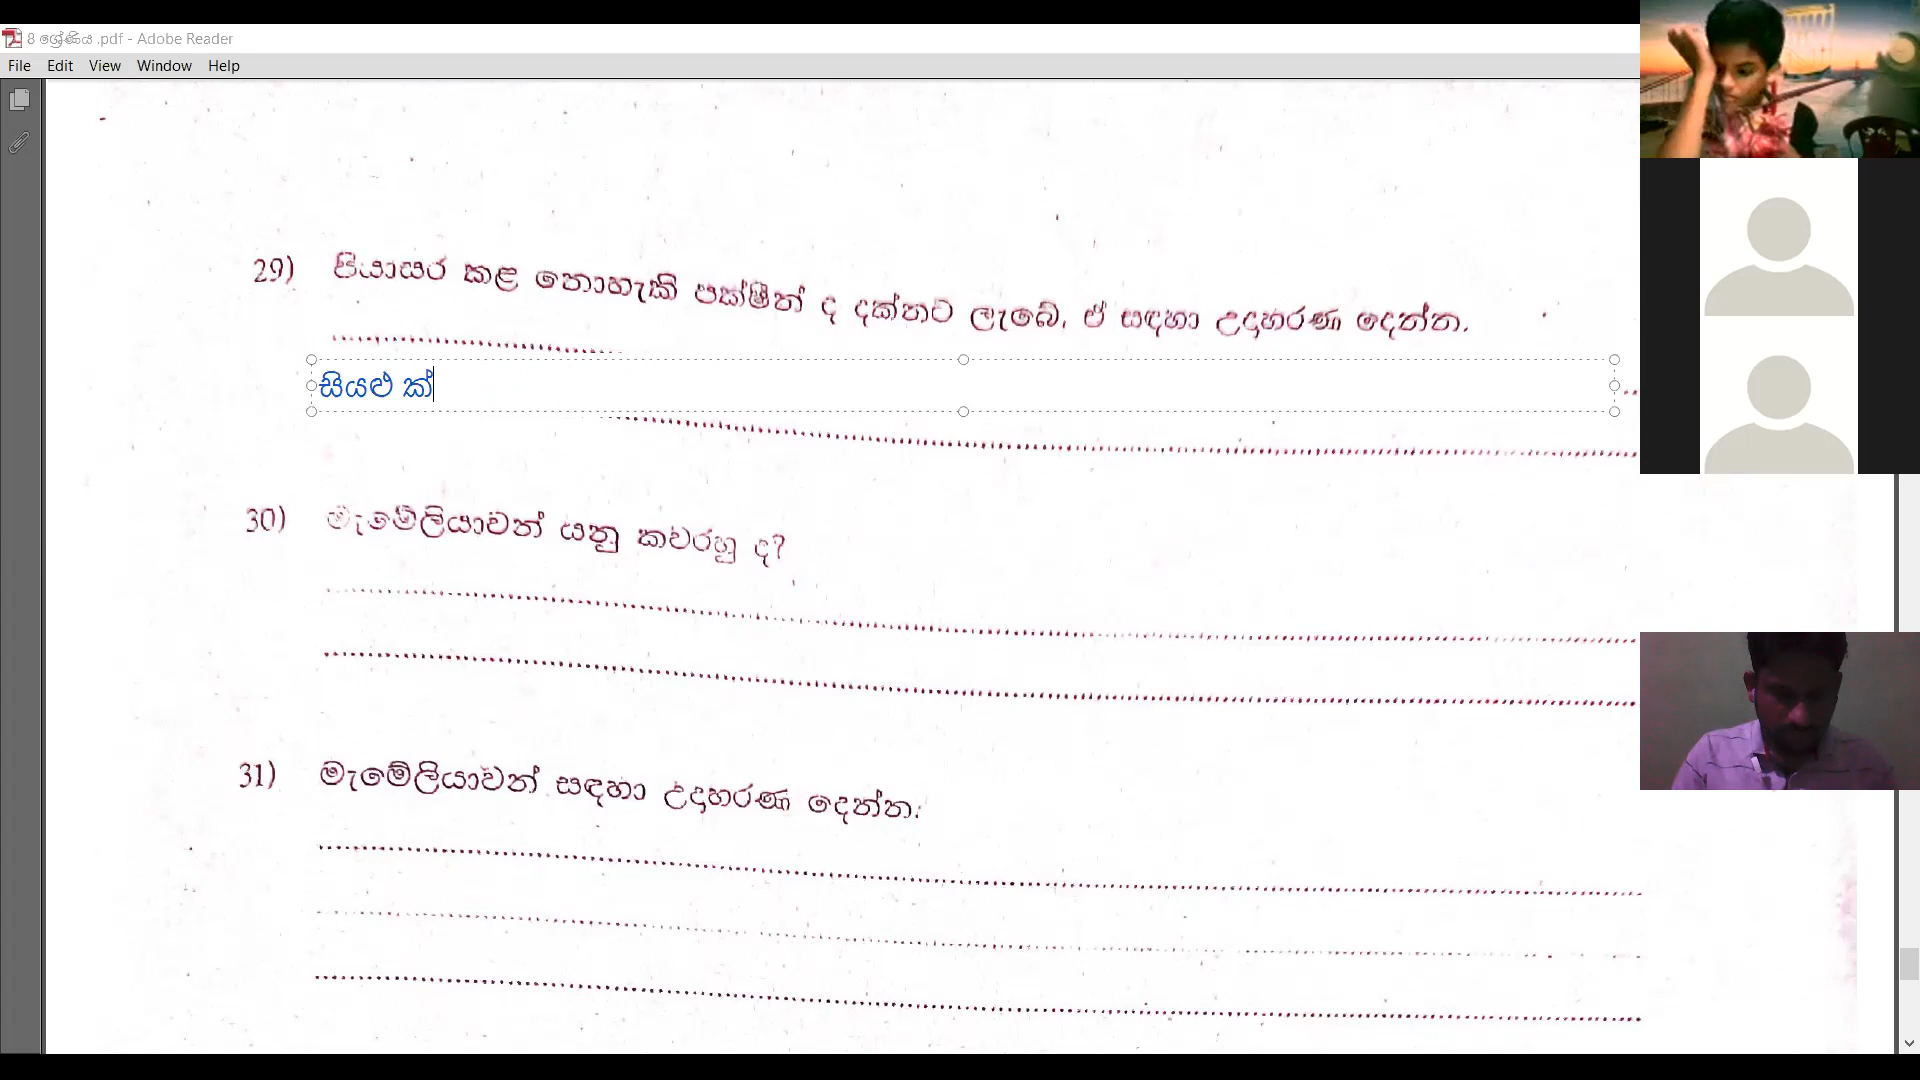 8 ශ්‍රේණිය .pdf - Adobe Reader
File Edit View Window Help
29) පියාසර කළ නොහැකි පක්ෂීන් ද දක්නට ලැබේ. ඒ සඳහා උදාහරණ දෙන්න.
සියළු ක්
30) මැමේලියාවන් යනු කවරහු ද?
31) මැමේලියාවන් සඳහා උදාහරණ දෙන්න.